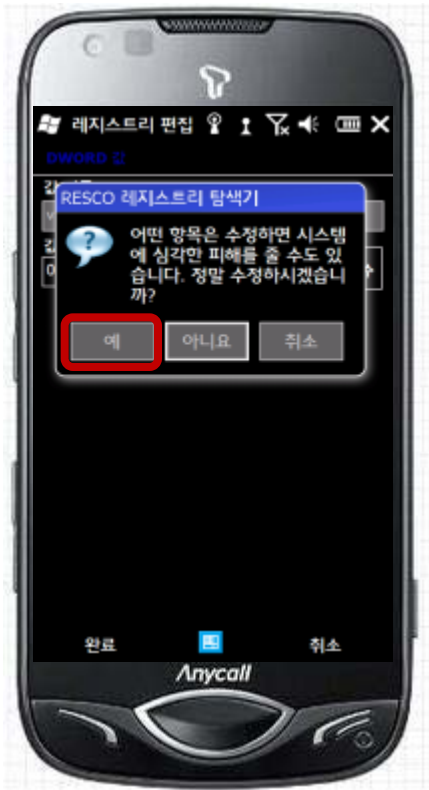 레지스트리 편집
DWORD 값
RESCO 레지스트리 탐색기
어떤 항목은 수정하면 시스템
에 심각한 피해를 줄 수도 있
습니다. 정말 수정하시겠습니
까?
예 아니요 취소
완료 취소
Anycall